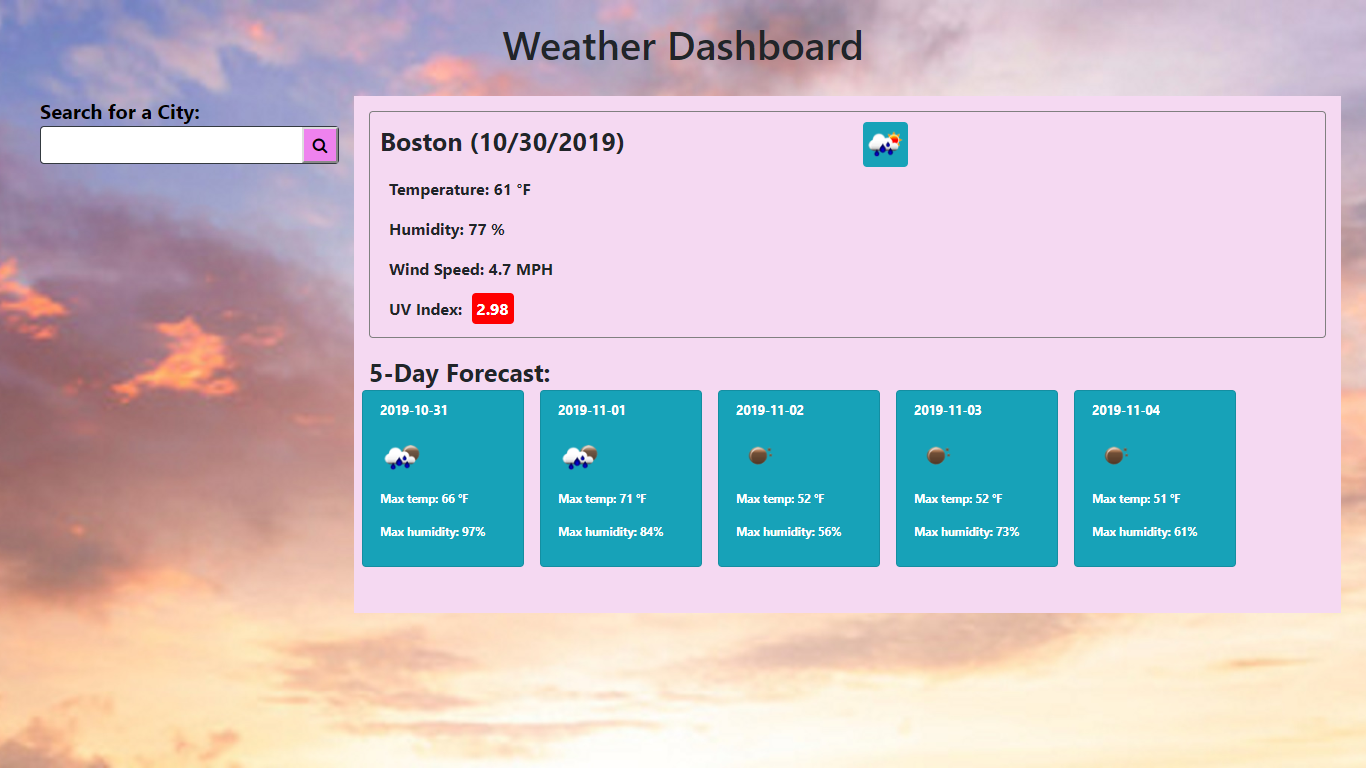 Weather Dashboard
Search for a City:
Boston (10/30/2019)
Temperature: 61 °F
Humidity: 77 %
Wind Speed: 4.7 MPH
UV Index: 2.98
5-Day Forecast:
2019-10-31
Max temp: 66 °F
Max humidity: 97%
2019-11-01
Max temp: 71 °F
Max humidity: 84%
2019-11-02
Max temp: 52 °F
Max humidity: 56%
2019-11-03
Max temp: 52 °F
Max humidity: 73%
2019-11-04
Max temp: 51 °F
Max humidity: 61%